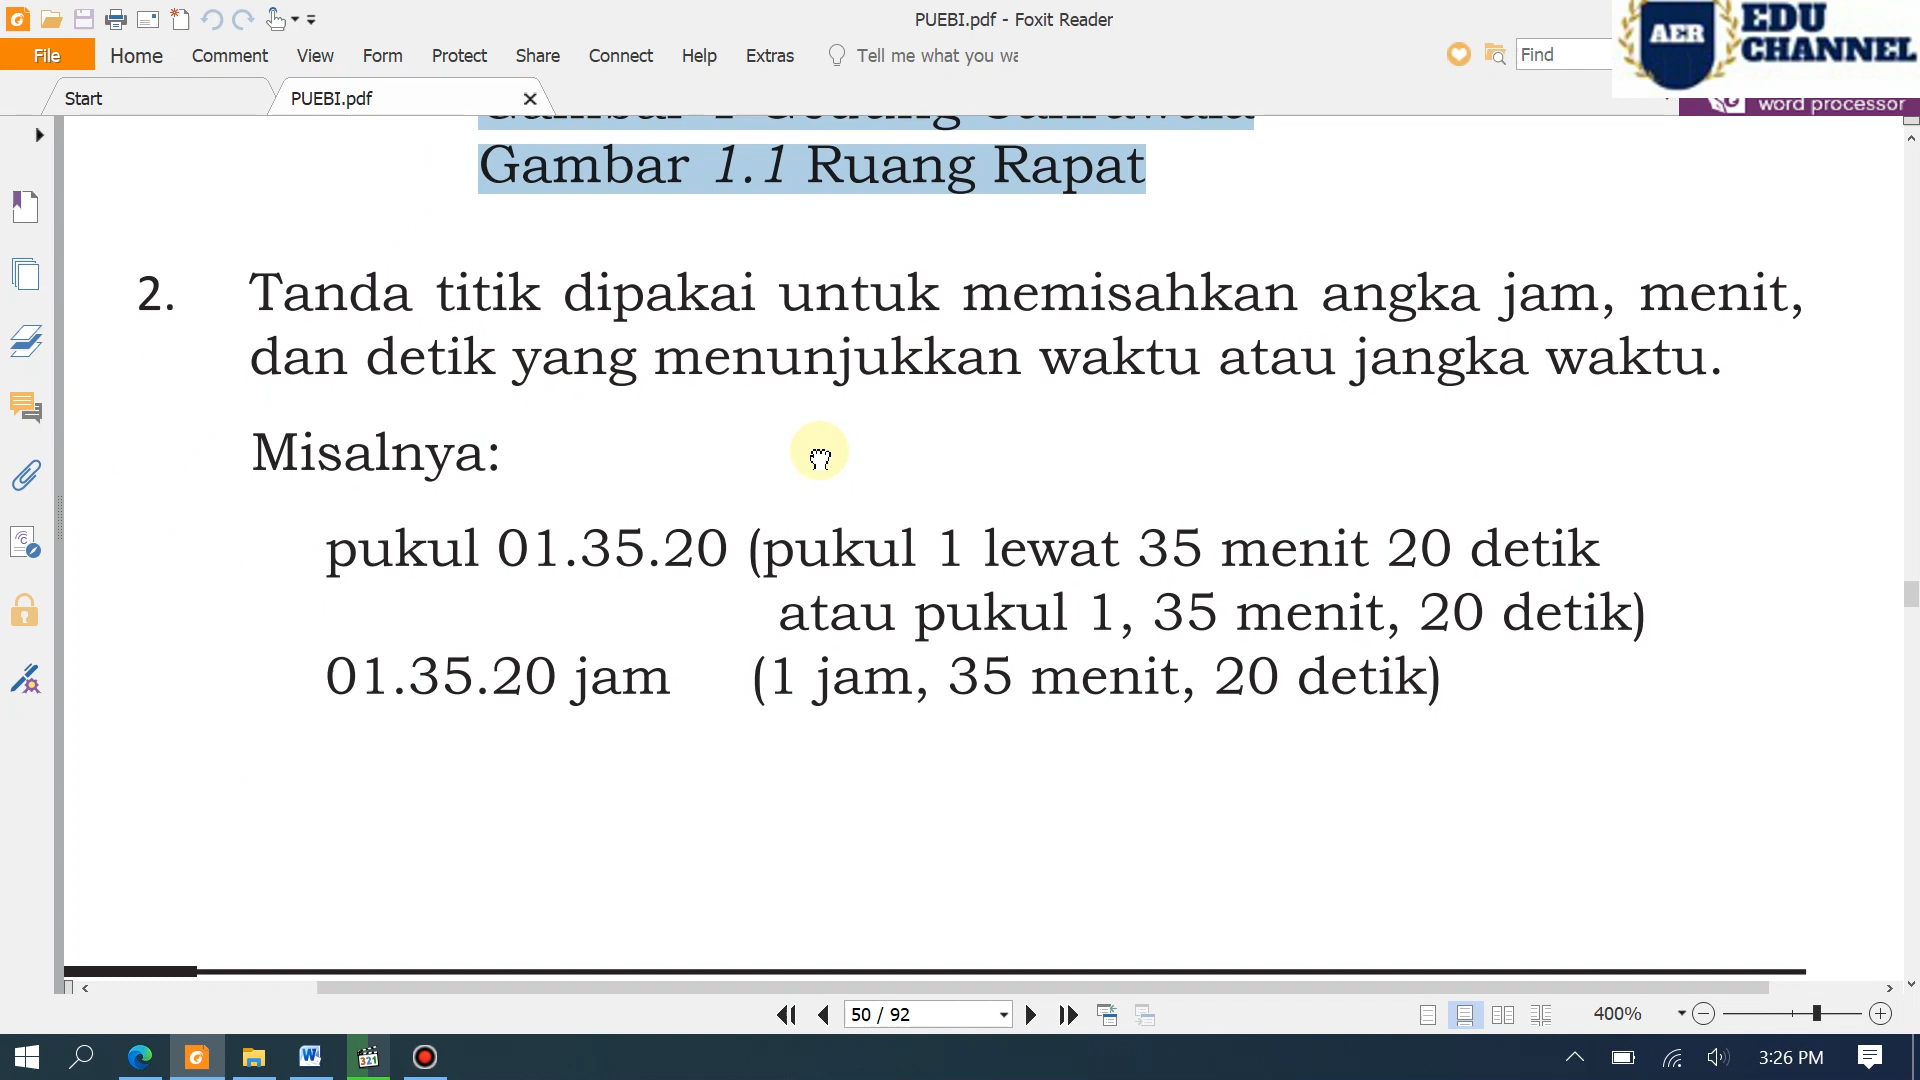 PUEBI.pdf - Foxit Reader
File Home Comment View Form Protect Share Connect Help Extras Tell me what you wa Find
AER EDU CHANNEL
word processor
Start PUEBI.pdf
Gambar 1.1 Ruang Rapat
2. Tanda titik dipakai untuk memisahkan angka jam, menit,
dan detik yang menunjukkan waktu atau jangka waktu.
Misalnya:
pukul 01.35.20 (pukul 1 lewat 35 menit 20 detik
atau pukul 1, 35 menit, 20 detik)
01.35.20 jam (1 jam, 35 menit, 20 detik)
50 / 92 400%
3:26 PM